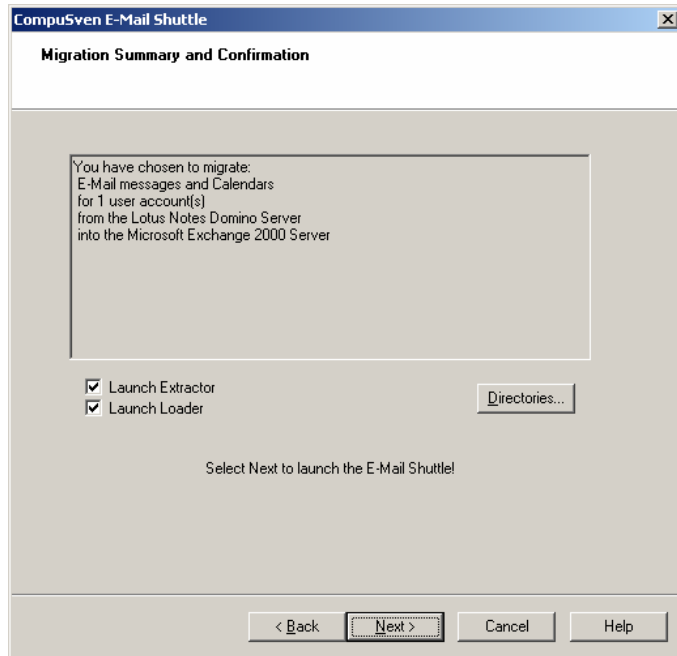 CompuSven E-Mail Shuttle
Migration Summary and Confirmation
You have chosen to migrate:
E-Mail messages and Calendars
for 1 user account(s)
from the Lotus Notes Domino Server
into the Microsoft Exchange 2000 Server
Launch Extractor
Launch Loader
Directories...
Select Next to launch the E-Mail Shuttle!
< Back
Next >
Cancel
Help